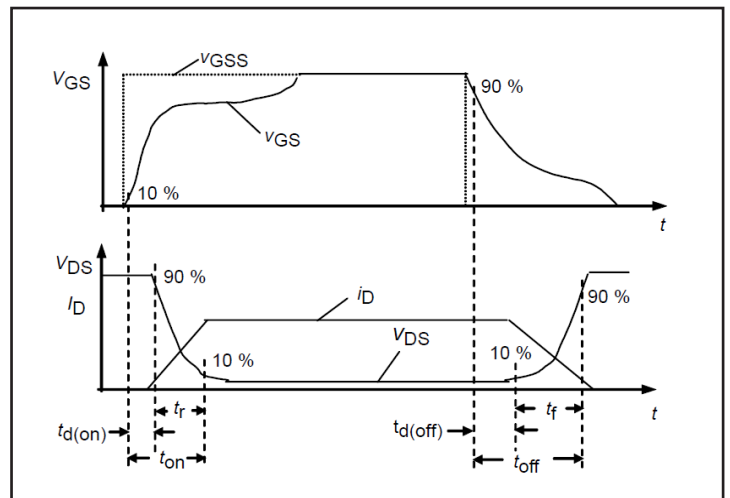 vGSS
VGS
90 %
vGS
10 %
t
VDS
90 %
ID
iD
90 %
VDS
10 %
10 %
tr
tf
t
td(on)
td(off)
ton
toff